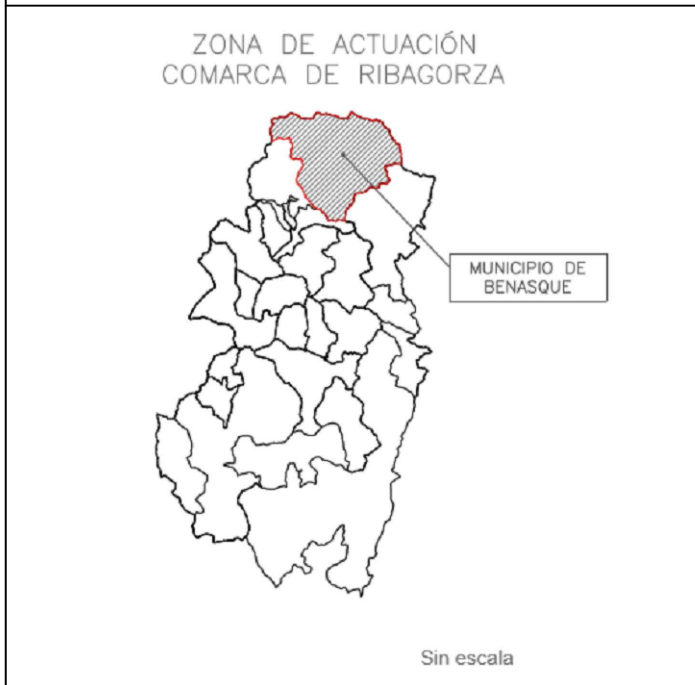 ZONA DE ACTUACIÓN
COMARCA DE RIBAGORZA
MUNICIPIO DE
BENASQUE
Sin escala